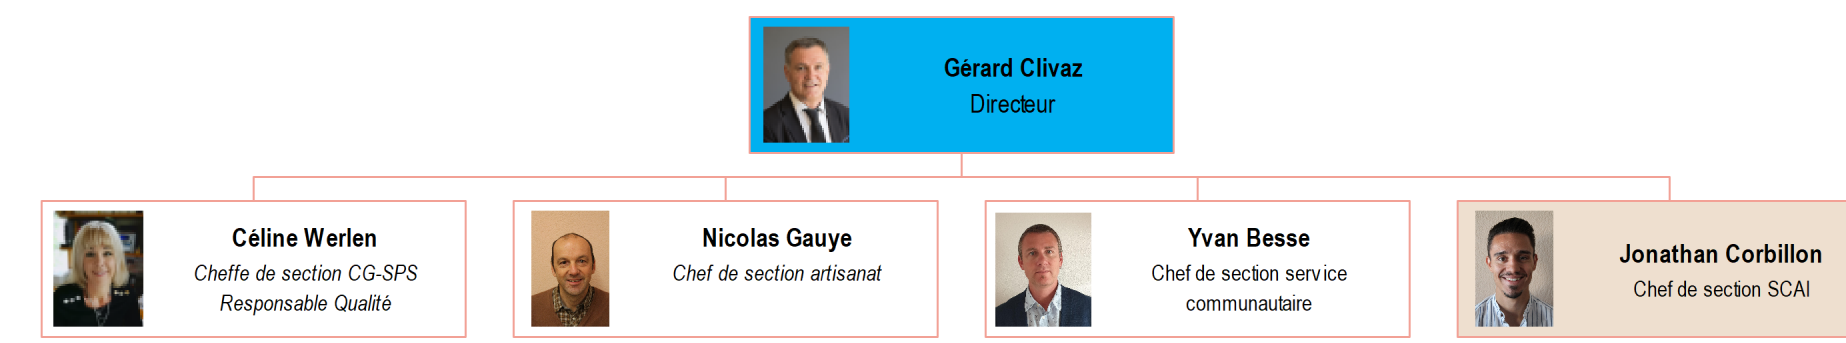 Gérard Clivaz
Directeur
Céline Werlen
Cheffe de section CG-SPS
Responsable Qualité
Nicolas Gauye
Chef de section artisanat
Yvan Besse
Chef de section service
communautaire
Jonathan Corbillon
Chef de section SCAI